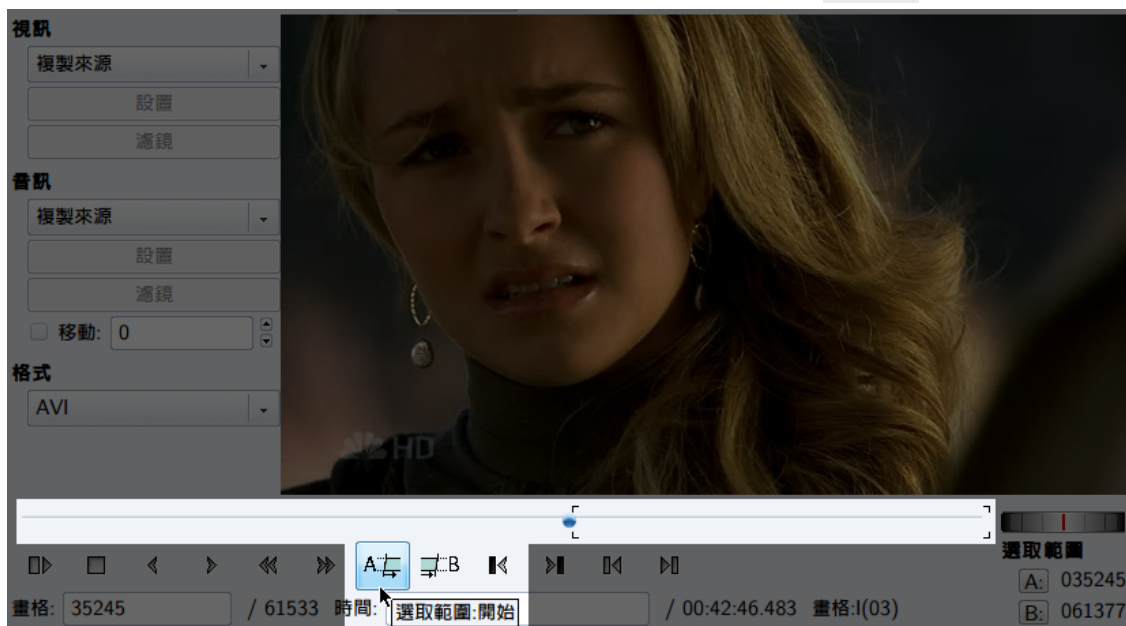 視訊
複製來源
設置
濾鏡
音訊
複製來源
設置
濾鏡
移動: 0
格式
AVI
HD
A B
選取範圍
A: 035245
畫格: 35245 / 61533 時間: / 00:42:46.483 畫格:I(03)
選取範圍:開始
B: 061377